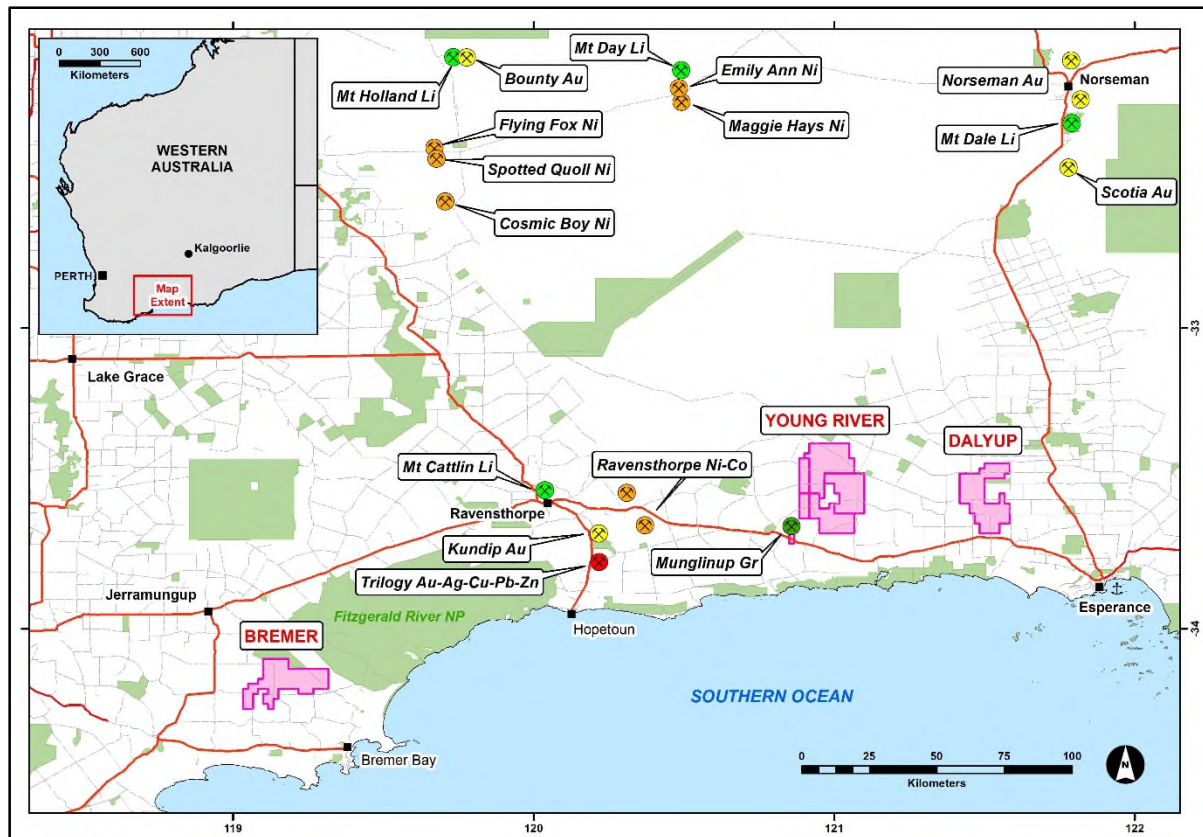 0 300 600
Kilometers
WESTERN
AUSTRALIA
Kalgoorlie
PERTH
Map
Extent
Mt Holland Li
Bounty Au
Mt Day Li
Emily Ann Ni
Maggie Hays Ni
Flying Fox Ni
Spotted Quoll Ni
Cosmic Boy Ni
Norseman Au
Norseman
Mt Dale Li
Scotia Au
-33
Lake Grace
YOUNG RIVER
DALYUP
Mt Cattlin Li
Ravensthorpe Ni-Co
Ravensthorpe
Kundip Au
Munglinup Gr
Trilogy Au-Ag-Cu-Pb-Zn
Jerramungup
Esperance
Fitzgerald River NP
Hopetoun
-34
BREMER
SOUTHERN OCEAN
Bremer Bay
0 25 50 75 100
Kilometers
N
119 120 121 122